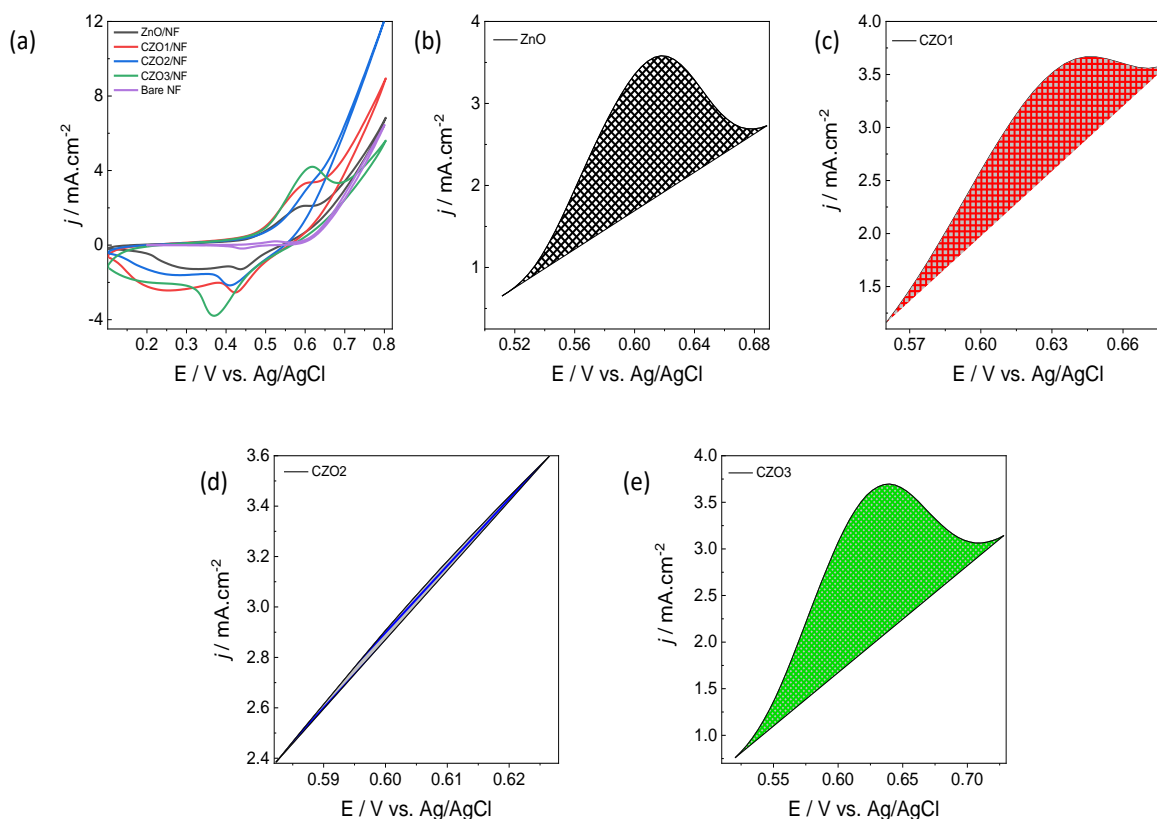 (a)
ZnO/NF
CZO1/NF
CZO2/NF
CZO3/NF
Bare NF
12
8
4
0
-4
j / mA.cm⁻²
0.2 0.3 0.4 0.5 0.6 0.7 0.8
E / V vs. Ag/AgCl
(b)
ZnO
4
3
2
1
j / mA.cm⁻²
0.52 0.56 0.60 0.64 0.68
E / V vs. Ag/AgCl
(c)
CZO1
4.0
3.5
3.0
2.5
2.0
1.5
1.0
j / mA.cm⁻²
0.57 0.60 0.63 0.66
E / V vs. Ag/AgCl
(d)
CZO2
3.6
3.4
3.2
3.0
2.8
2.6
2.4
j / mA.cm⁻²
0.59 0.60 0.61 0.62
E / V vs. Ag/AgCl
(e)
CZO3
4.0
3.5
3.0
2.5
2.0
1.5
1.0
j / mA.cm⁻²
0.55 0.60 0.65 0.70
E / V vs. Ag/AgCl